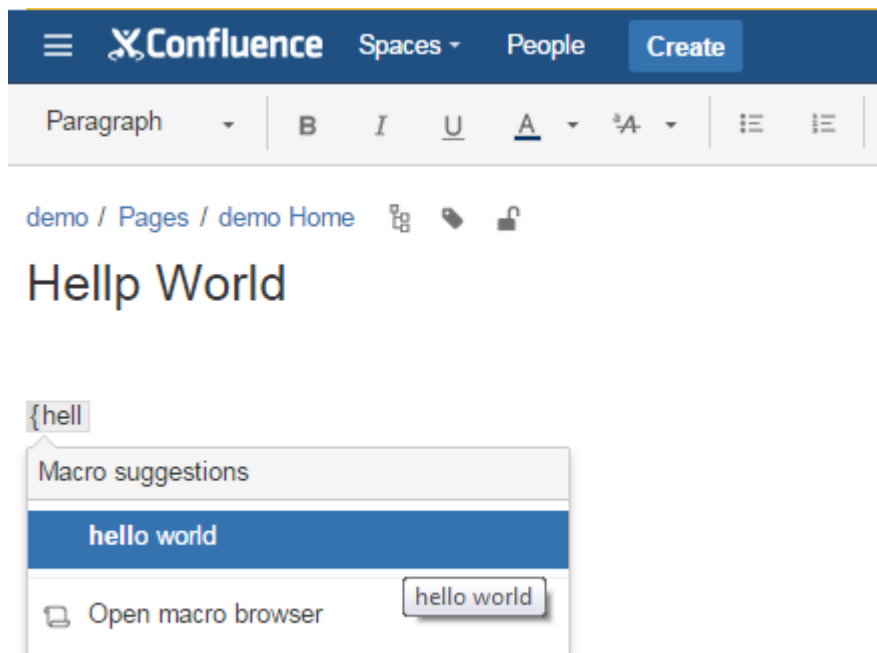 Confluence Spaces People Create
Paragraph B I U A A
demo / Pages / demo Home
Hellp World
{hell
Macro suggestions
hello world
hello world
Open macro browser